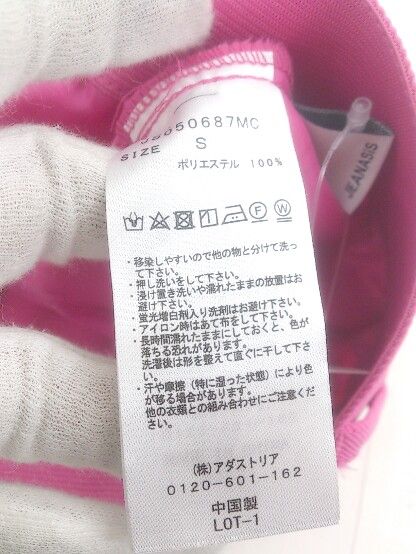 050687MC
SIZE S
ポリエステル 100%
・移染しやすいので他の物と分けて洗っ
て下さい。
・押し洗いをして下さい。
・浸け置き洗いや濡れたままの放置はお
避け下さい。
・蛍光増白剤入り洗剤はお避け下さい。
・アイロン時はあて布をして下さい。
・長時間濡れたままにしておくと、色が
落ちる恐れがあります。
洗濯後は形を整えて直ぐに干して下さ
い。
・汗や摩擦（特に湿った状態）により色
が移る場合があります。
他の衣類との組み合わせにご注意くだ
さい。
(株)アダストリア
0120-601-162
中国製
LOT-1
JEANASIS